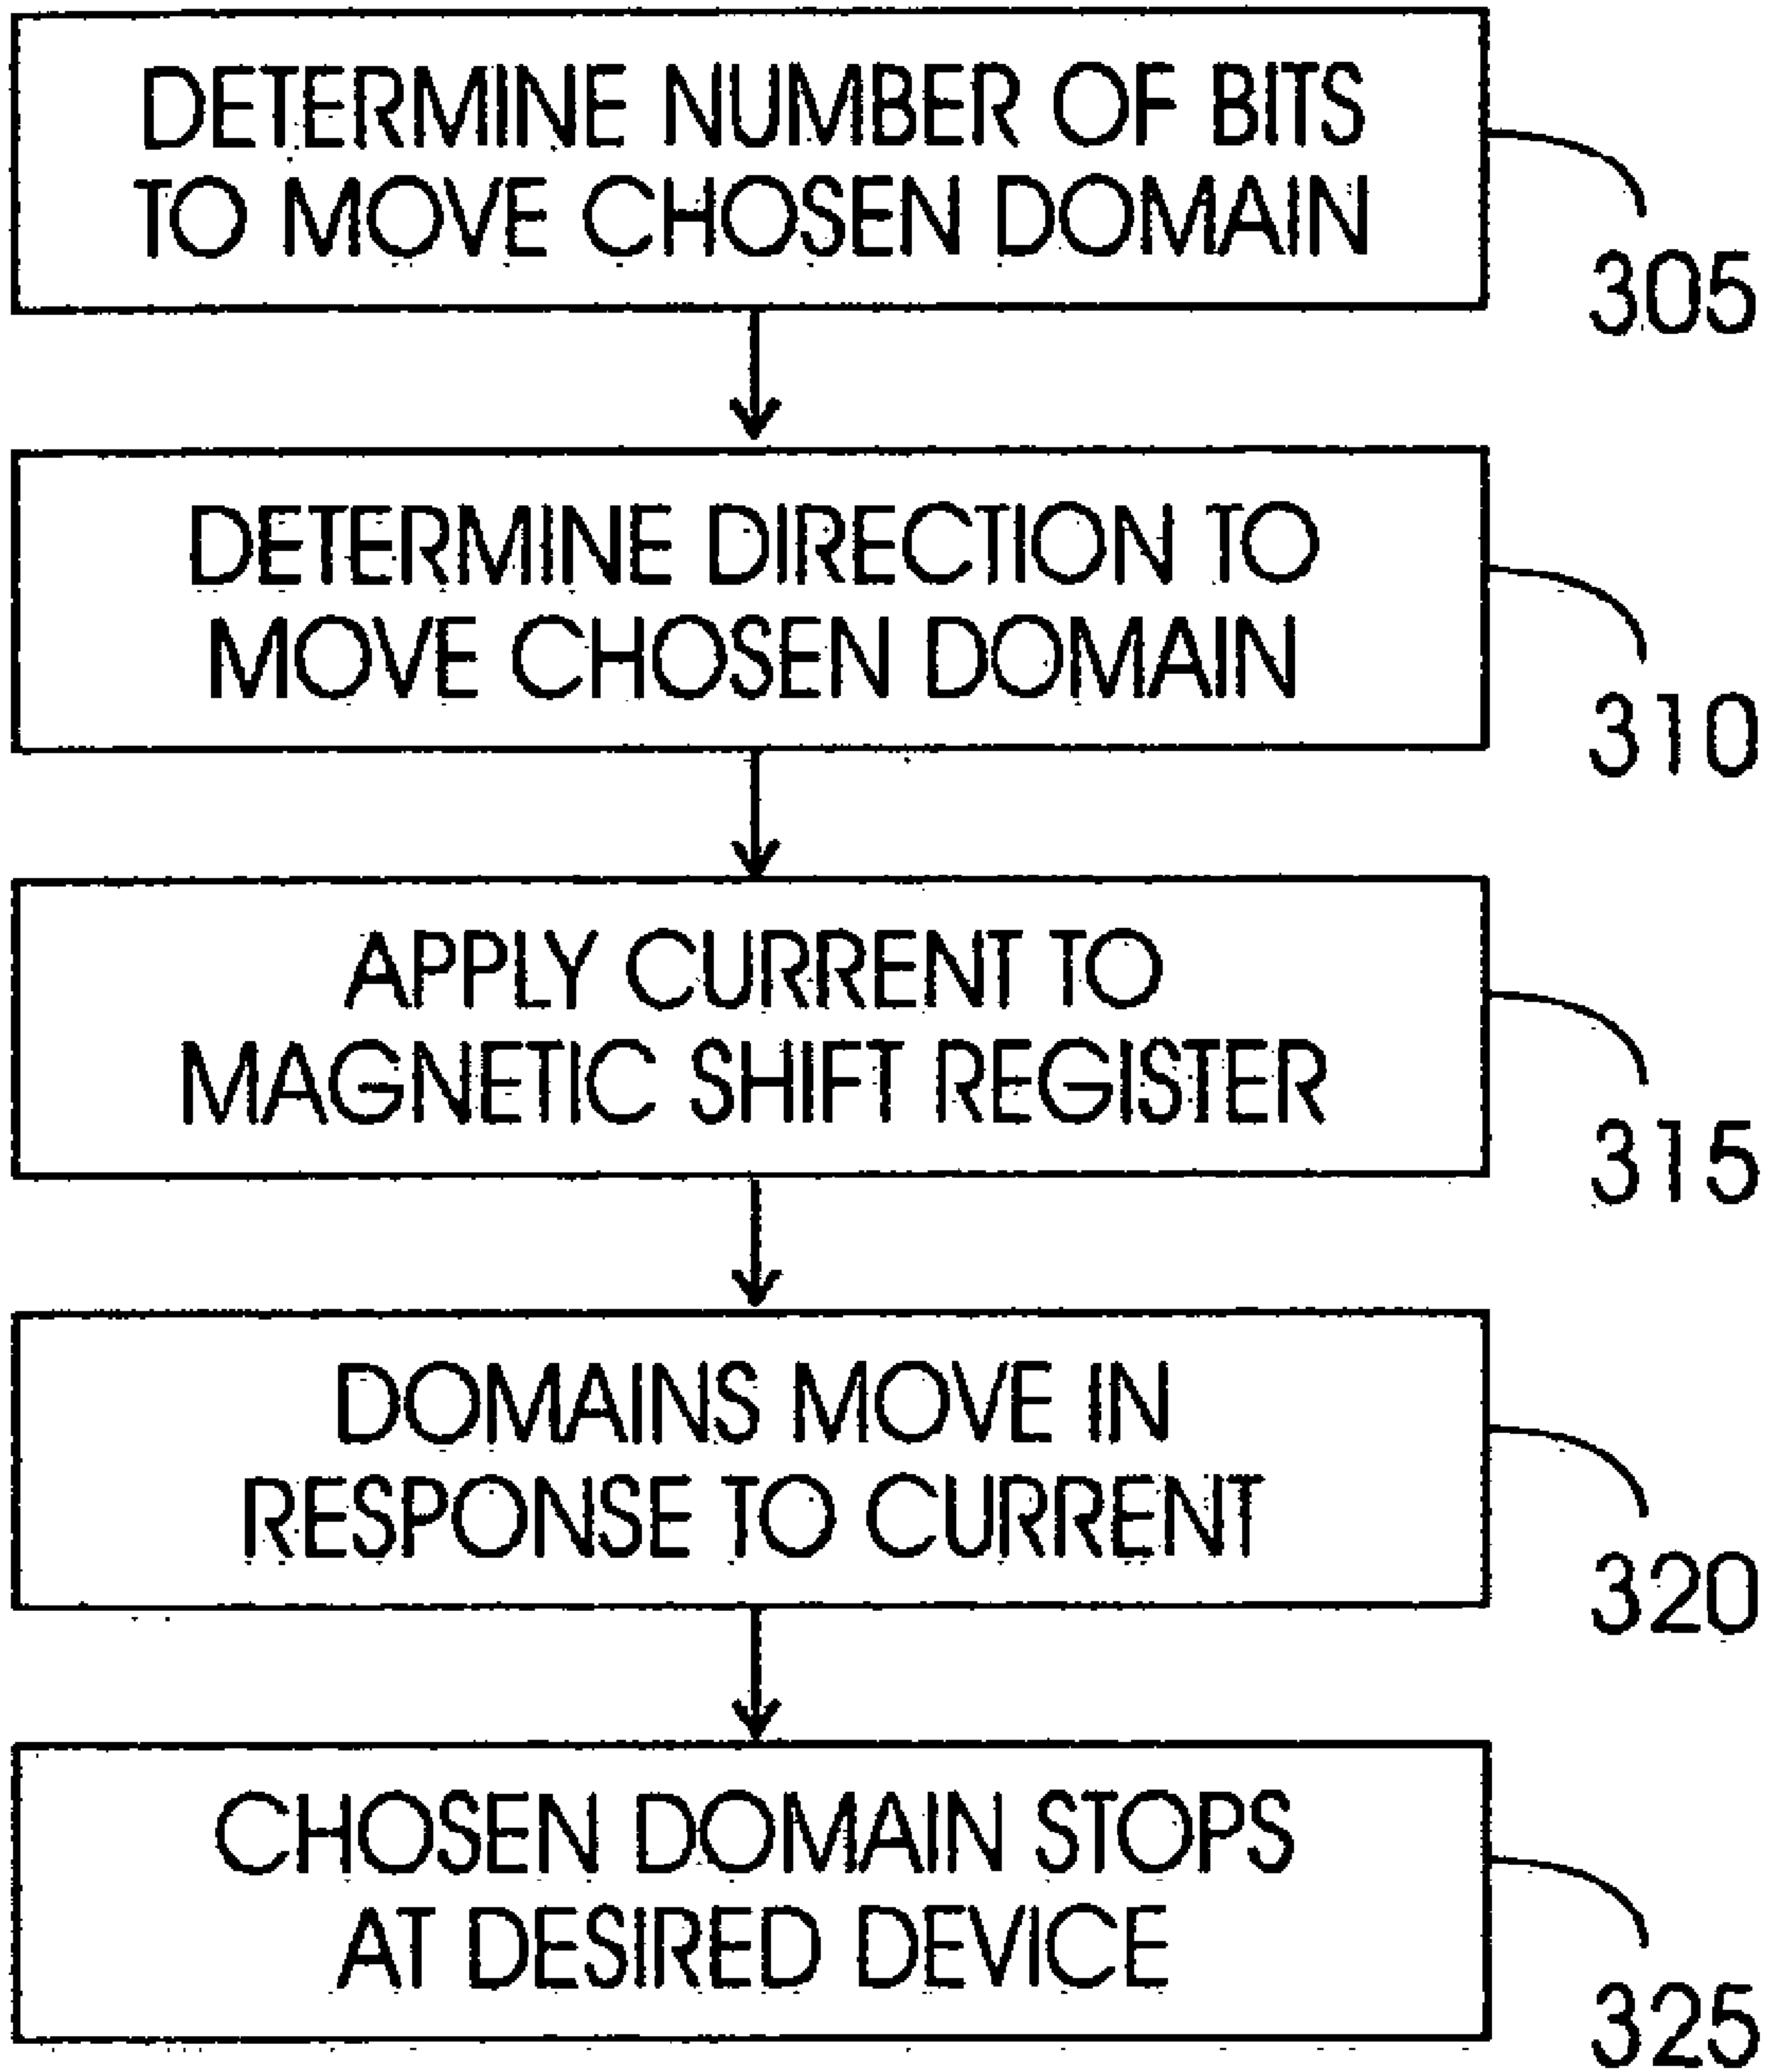 DETERMINE NUMBER OF BITS
TO MOVE CHOSEN DOMAIN
305
DETERMINE DIRECTION TO
MOVE CHOSEN DOMAIN
310
APPLY CURRENT TO
MAGNETIC SHIFT REGISTER
315
DOMAINS MOVE IN
RESPONSE TO CURRENT
320
CHOSEN DOMAIN STOPS
AT DESIRED DEVICE
325